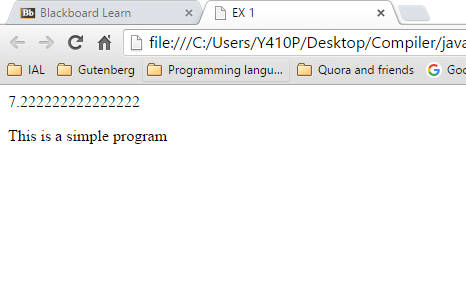 Bb Blackboard Learn EX 1
file:///C:/Users/Y410P/Desktop/Compiler/java
IAL Gutenberg Programming langu... Quora and friends Goo
7.222222222222222
This is a simple program